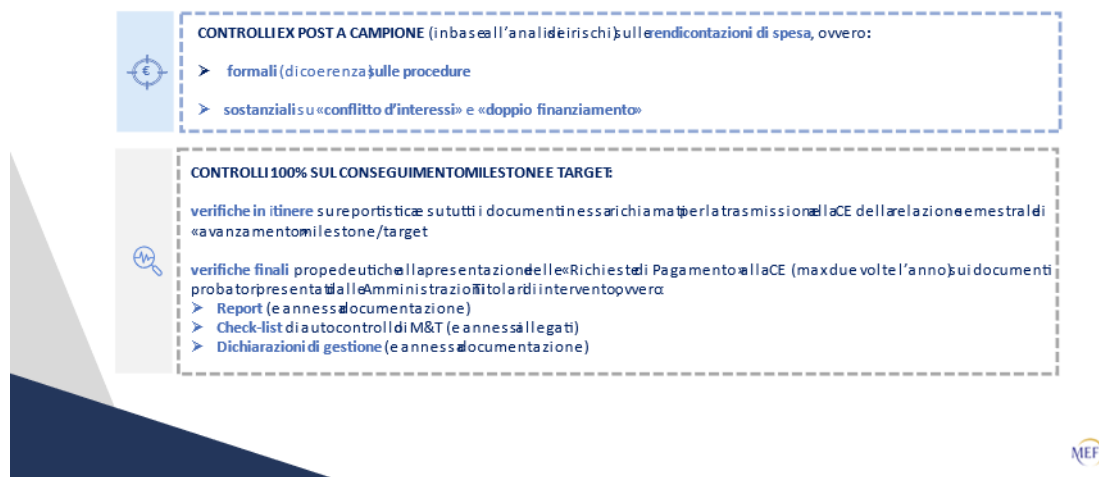 CONTROLLI EX POST A CAMPIONE (in base all'analisi dei rischi) sulle rendicontazioni di spesa, ovvero:
€
➤ formali (di coerenza) sulle procedure
➤ sostanziali su «conflitto d'interessi» e «doppio finanziamento»
CONTROLLI 100% SUL CONSEGUIMENTO MILESTONE E TARGET:
verifiche in itinere su reportistica e su tutti i documenti in essa richiamati per la trasmissione alla CE della relazione semestrale di
«avanzamento» milestone/target
verifiche finali propedeutiche alla presentazione delle «Richieste di Pagamento» alla CE (max due volte l'anno) sui documenti
probatori presentati dalle Amministrazioni Titolari di intervento, ovvero:
➤ Report (e annessa documentazione)
➤ Check-list di autocontrollo di M&T (e annessi allegati)
➤ Dichiarazioni di gestione (e annessa documentazione)
MEF